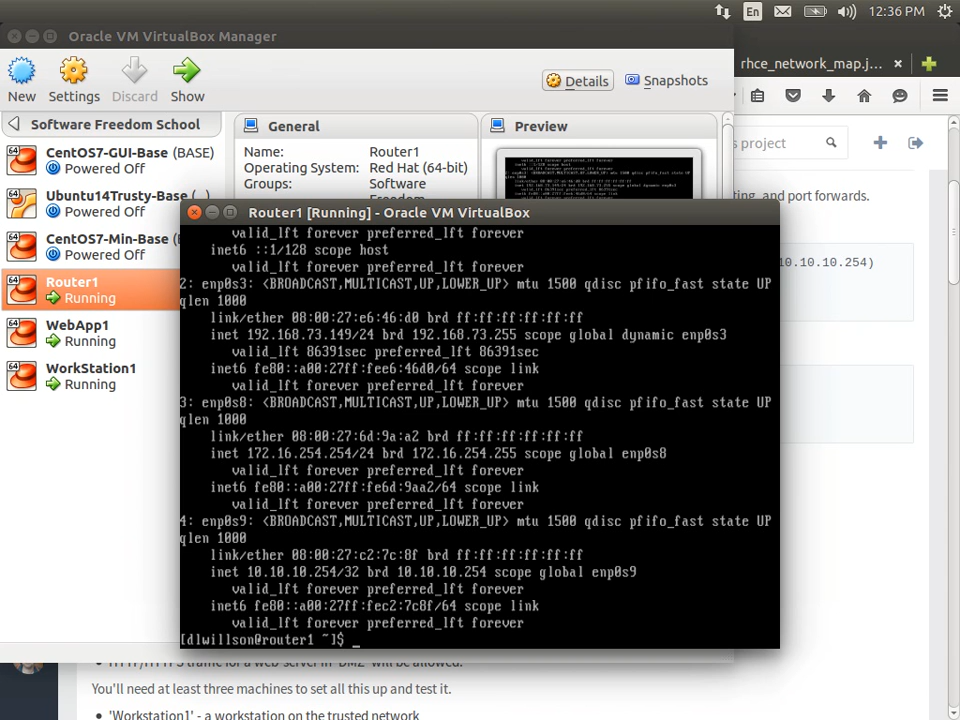 En 12:36 PM
Oracle VM VirtualBox Manager
rhce_network_map.j...
New Settings Discard Show Details Snapshots
Software Freedom School
General
Preview
s project
CentOS7-GUI-Base (BASE)
Powered Off
Ubuntu14Trusty-Base (...)
Powered Off
CentOS7-Min-Base
Powered Off
Router1
Running
WebApp1
Running
WorkStation1
Running
Name: Router1
Operating System: Red Hat (64-bit)
Groups: Software
ting, and port forwards.
10.10.10.254)
Router1 [Running] - Oracle VM VirtualBox
valid_lft forever preferred_lft forever
inet6 ::1/128 scope host
valid_lft forever preferred_lft forever
2: enp0s3: <BROADCAST,MULTICAST,UP,LOWER_UP> mtu 1500 qdisc pfifo_fast state UP
qlen 1000
link/ether 08:00:27:e6:46:d0 brd ff:ff:ff:ff:ff:ff
inet 192.168.73.149/24 brd 192.168.73.255 scope global dynamic enp0s3
valid_lft 86391sec preferred_lft 86391sec
inet6 fe80::a00:27ff:fee6:46d0/64 scope link
valid_lft forever preferred_lft forever
3: enp0s8: <BROADCAST,MULTICAST,UP,LOWER_UP> mtu 1500 qdisc pfifo_fast state UP
qlen 1000
link/ether 08:00:27:6d:9a:a2 brd ff:ff:ff:ff:ff:ff
inet 172.16.254.254/24 brd 172.16.254.255 scope global enp0s8
valid_lft forever preferred_lft forever
inet6 fe80::a00:27ff:fe6d:9aa2/64 scope link
valid_lft forever preferred_lft forever
4: enp0s9: <BROADCAST,MULTICAST,UP,LOWER_UP> mtu 1500 qdisc pfifo_fast state UP
qlen 1000
link/ether 08:00:27:c2:7c:8f brd ff:ff:ff:ff:ff:ff
inet 10.10.10.254/32 brd 10.10.10.254 scope global enp0s9
valid_lft forever preferred_lft forever
inet6 fe80::a00:27ff:fec2:7c8f/64 scope link
valid_lft forever preferred_lft forever
[dlwillson@router1 ~]$ _
HTTP/HTTPS traffic for a web server in 'DMZ' will be allowed.
You'll need at least three machines to set all this up and test it.
• 'Workstation1' - a workstation on the trusted network